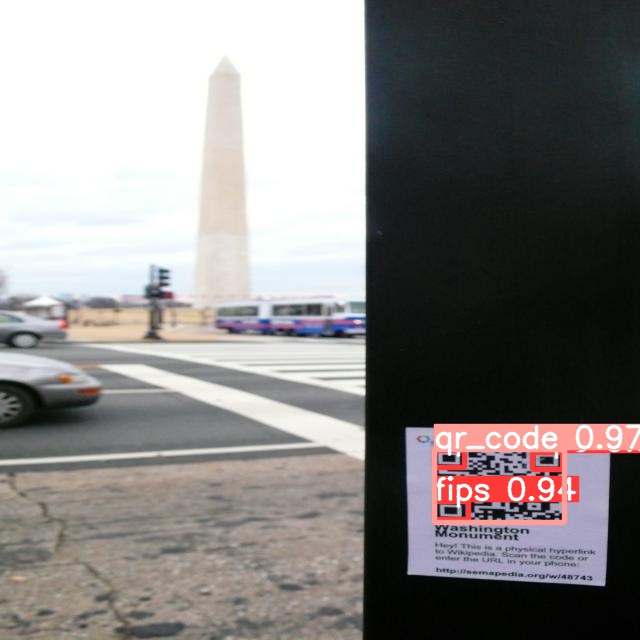 qr_code 0.97
fips 0.94
Washington
Monument
Hey! This is a physical hyperlink
to Wikipedia. Scan the code or
enter the URL in your phone:
http://semapedia.org/w/48743